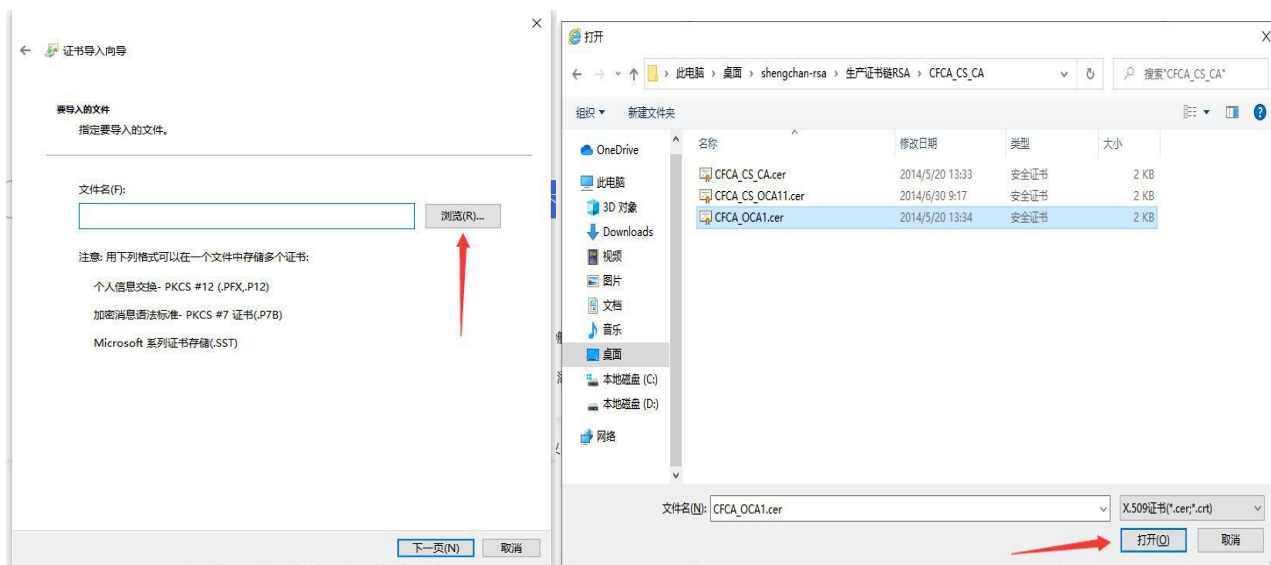 证书导入向导
要导入的文件
指定要导入的文件。
文件名(F):
浏览(R)...
注意: 用下列格式可以在一个文件中存储多个证书:
个人信息交换- PKCS #12 (.PFX,.P12)
加密消息语法标准- PKCS #7 证书(.P7B)
Microsoft 系列证书存储(.SST)
下一页(N) 取消
打开
此电脑 › 桌面 › shengchan-rsa › 生产证书链RSA › CFCA_CS_CA 搜索"CFCA_CS_CA"
组织 新建文件夹
名称 修改日期 类型 大小
CFCA_CS_CA.cer 2014/5/20 13:33 安全证书 2 KB
CFCA_CS_OCA11.cer 2014/6/30 9:17 安全证书 2 KB
CFCA_OCA1.cer 2014/5/20 13:34 安全证书 2 KB
OneDrive
此电脑
3D 对象
Downloads
视频
图片
文档
音乐
桌面
本地磁盘 (C:)
本地磁盘 (D:)
网络
文件名(N): CFCA_OCA1.cer X.509证书(*.cer;*.crt)
打开(O) 取消